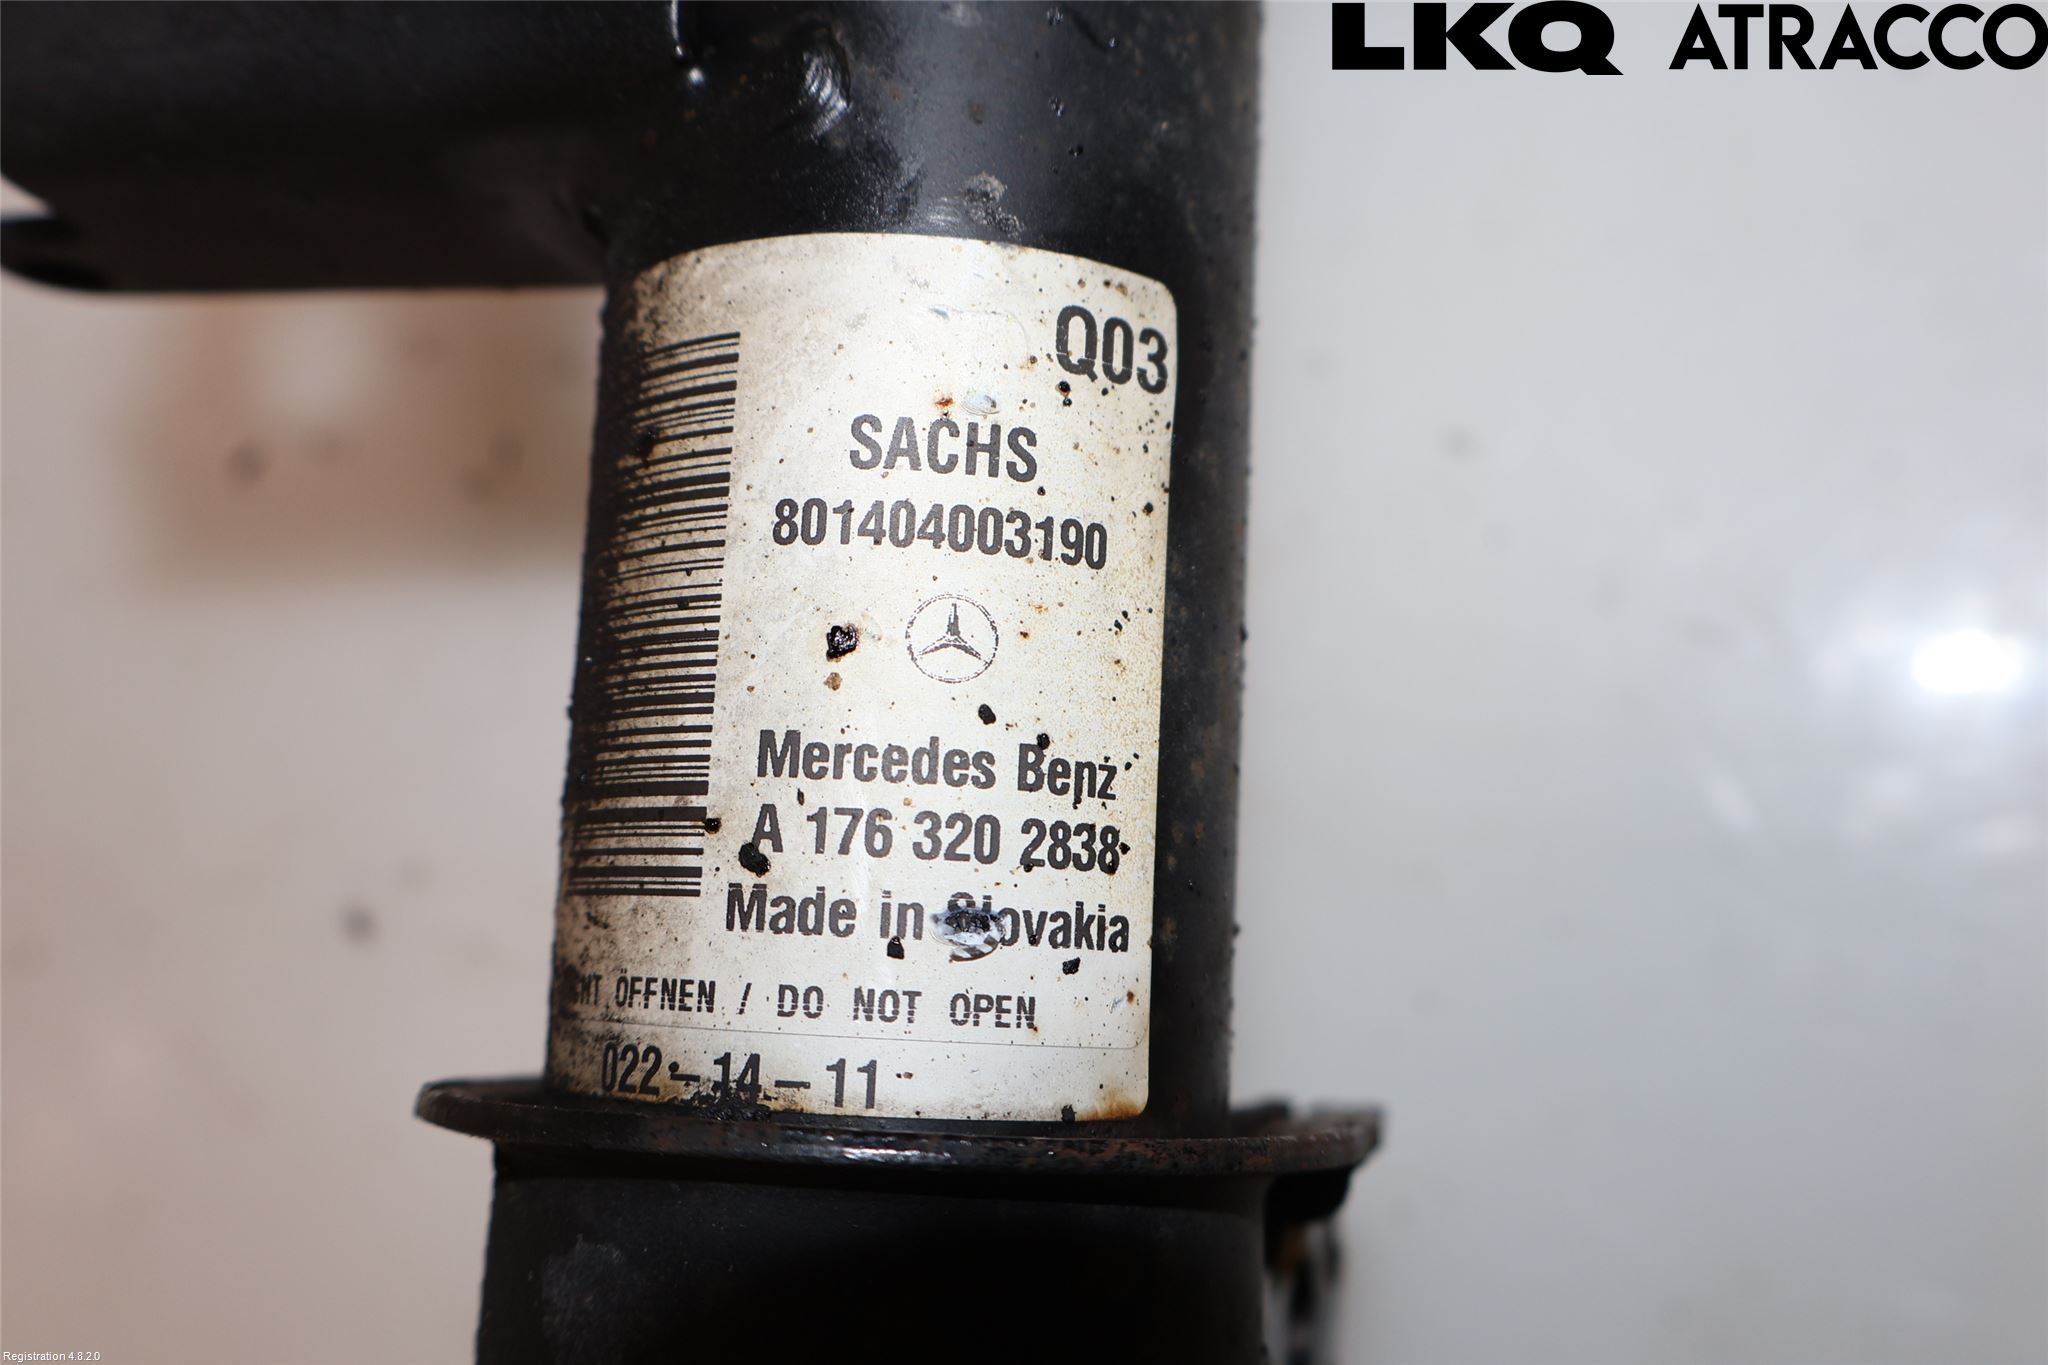 LKQ ATRACCO
Q03
SACHS
801404003190
Mercedes Benz
A 176 320 2838
Made in Slovakia
ÖFFNEN / DO NOT OPEN
022-14-11
Registration 4.8.2.0